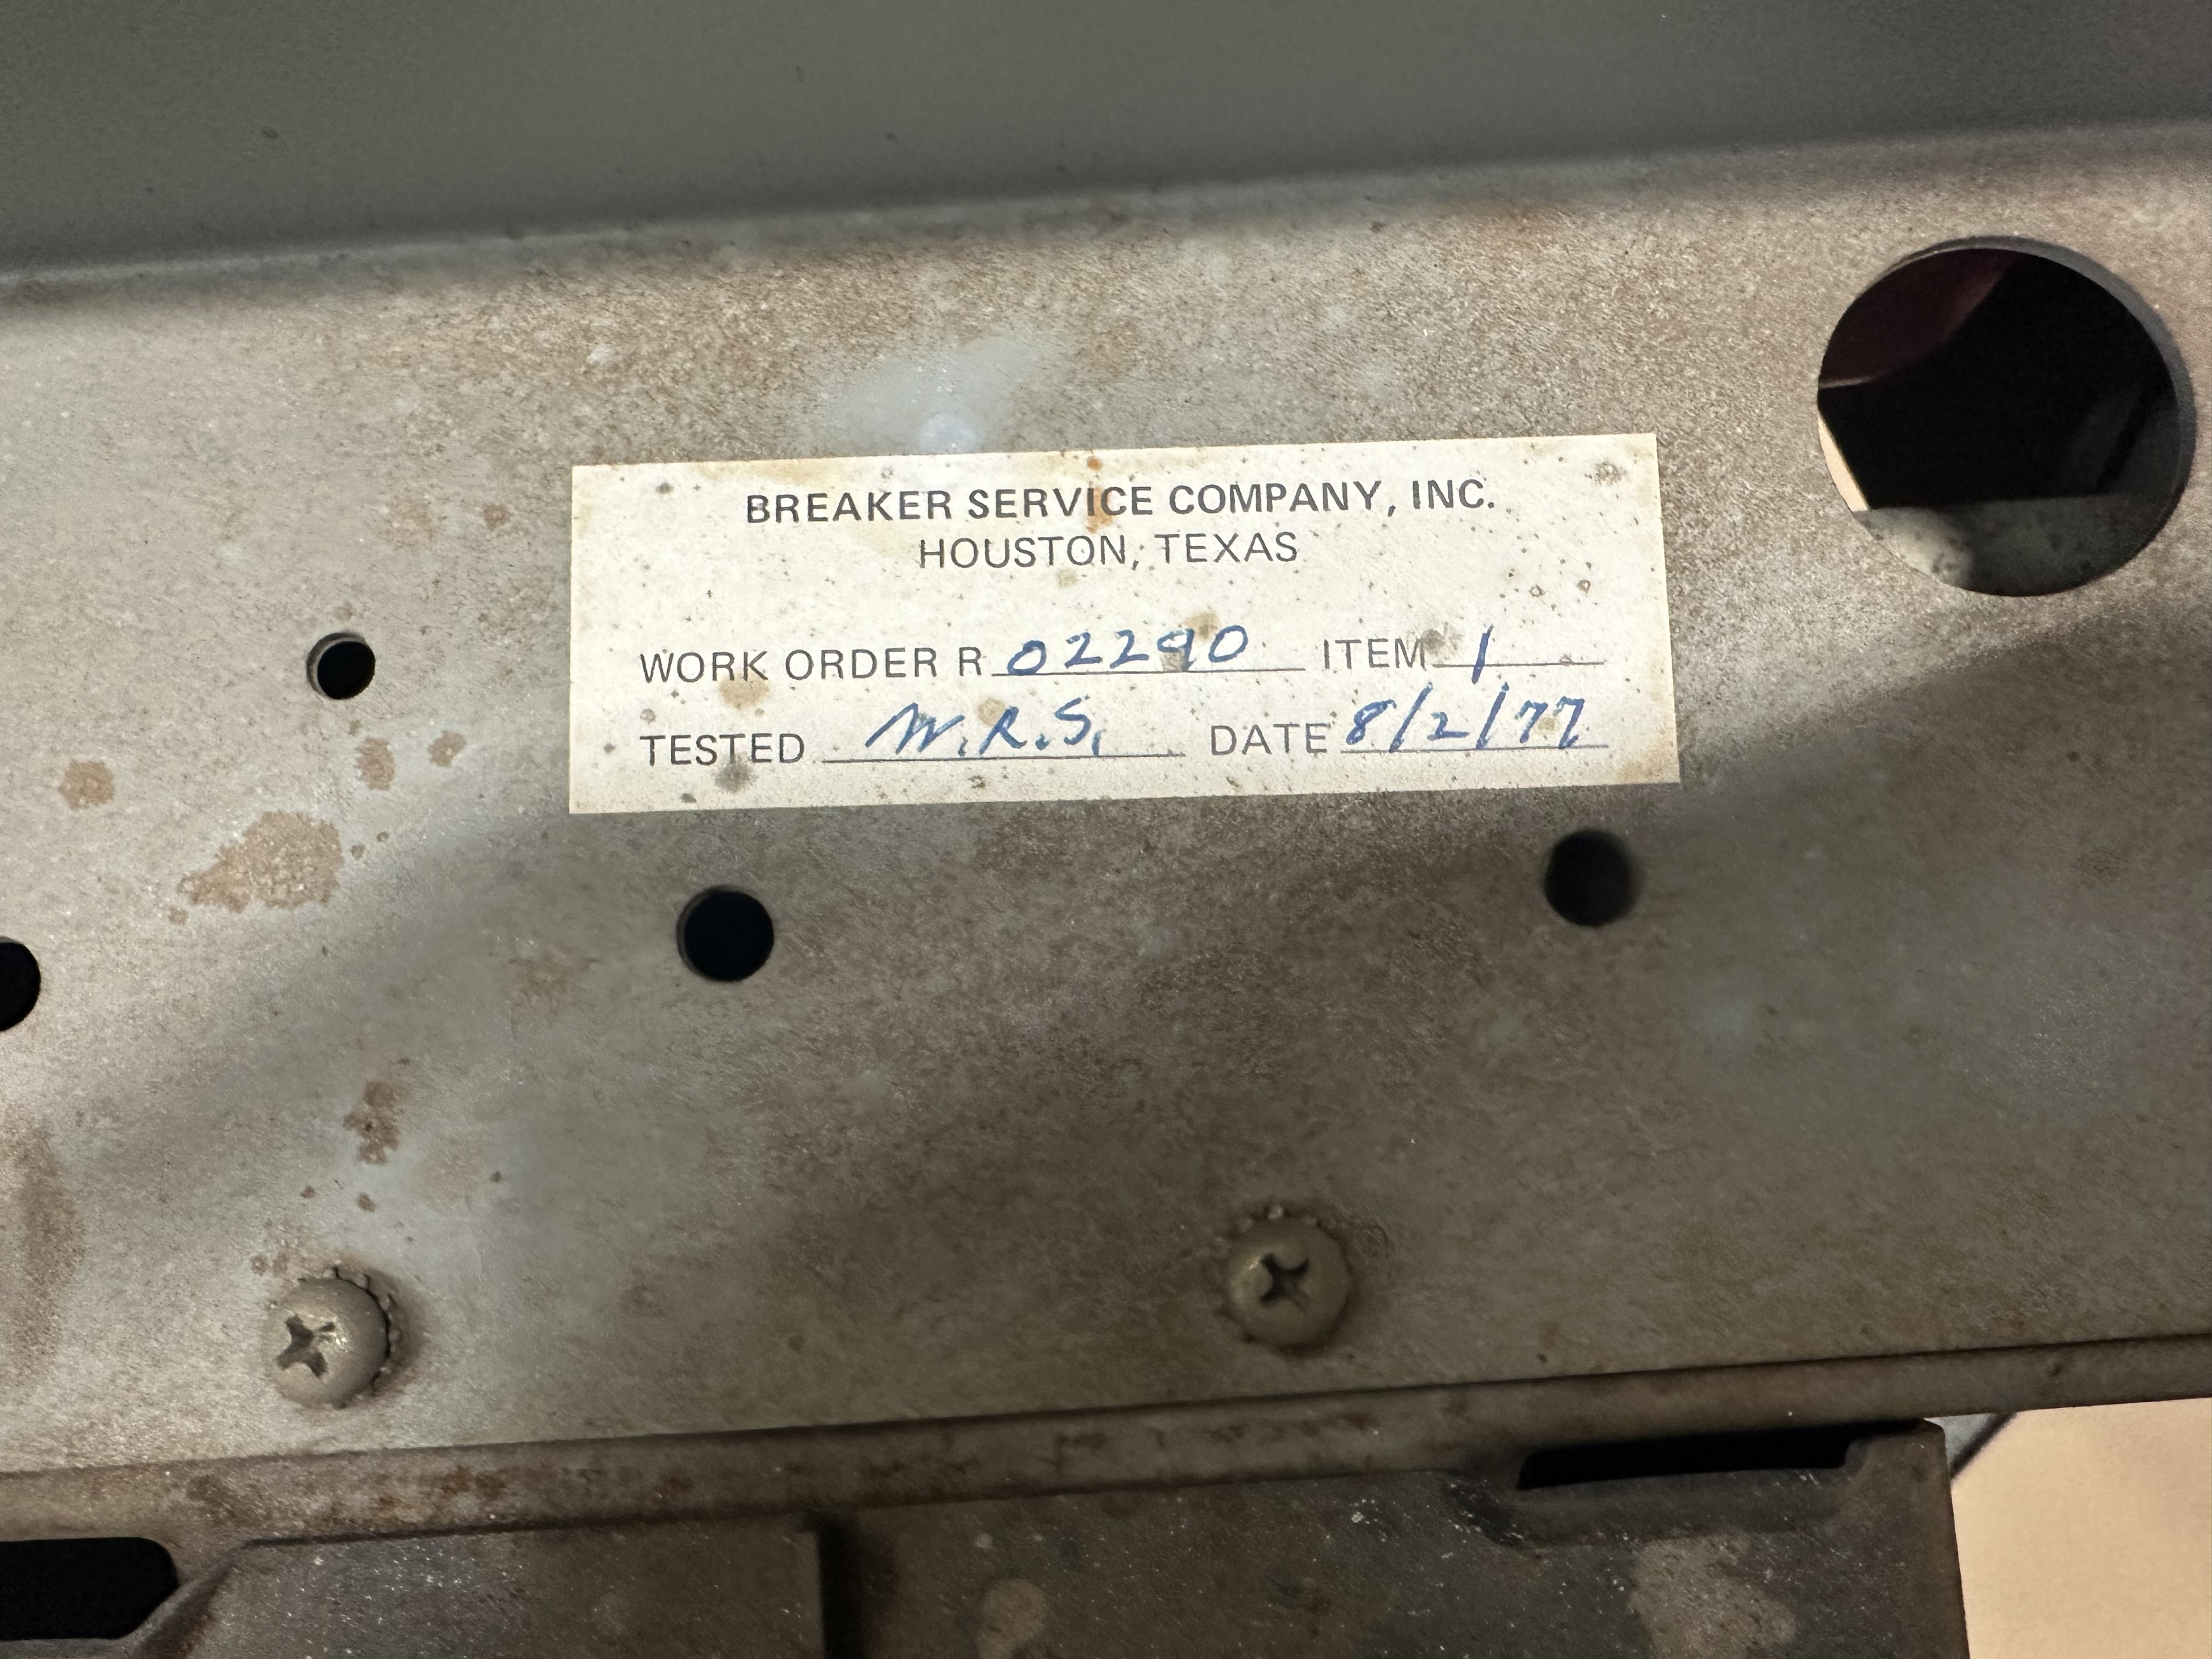 BREAKER SERVICE COMPANY, INC.
HOUSTON, TEXAS
WORK ORDER R 02290 ITEM 1
TESTED W.R.S. DATE 8/2/77